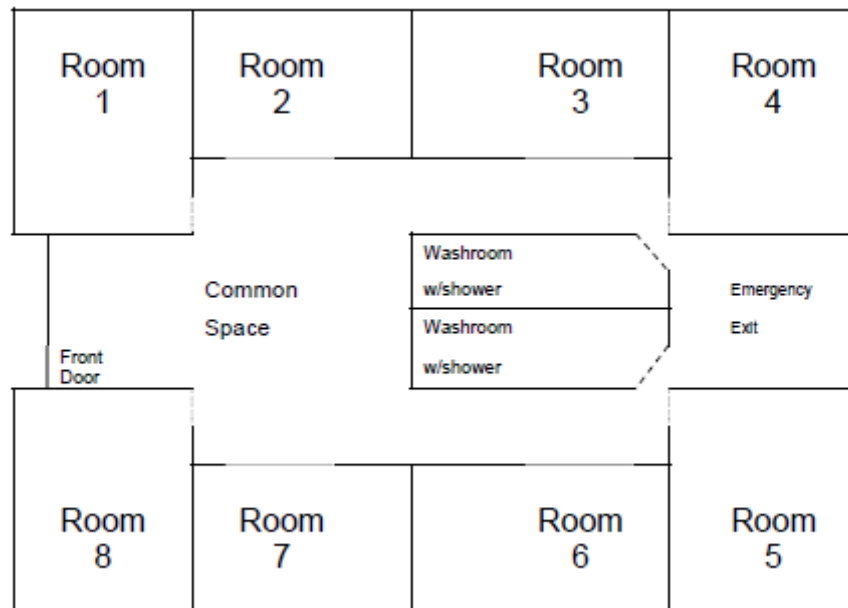 Room
1
Room
2
Room
3
Room
4
Washroom
w/shower
Common
Space
Washroom
w/shower
Emergency
Exit
Front
Door
Room
8
Room
7
Room
6
Room
5